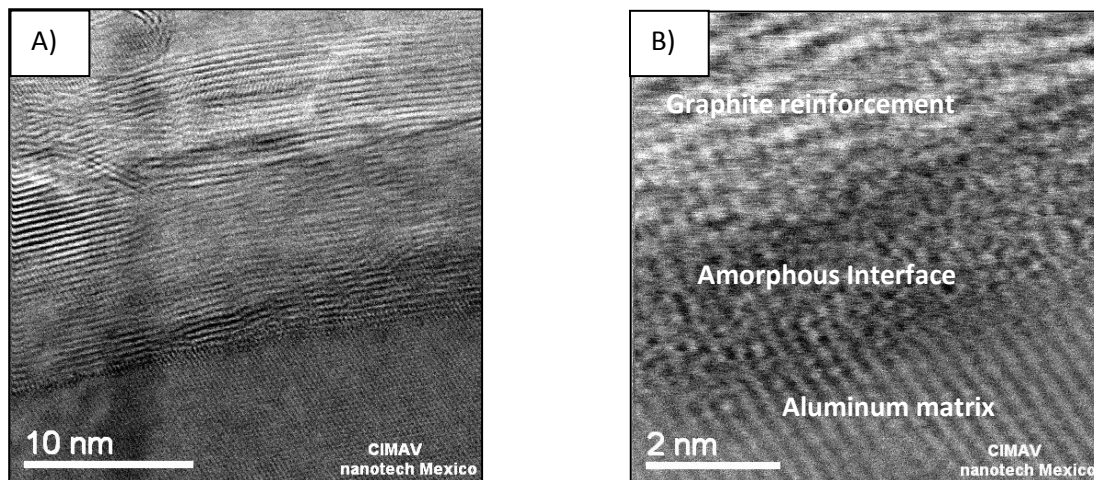 A)
10 nm
CIMAV
nanotech Mexico
B)
Graphite reinforcement
Amorphous Interface
Aluminum matrix
2 nm
CIMAV
nanotech Mexico